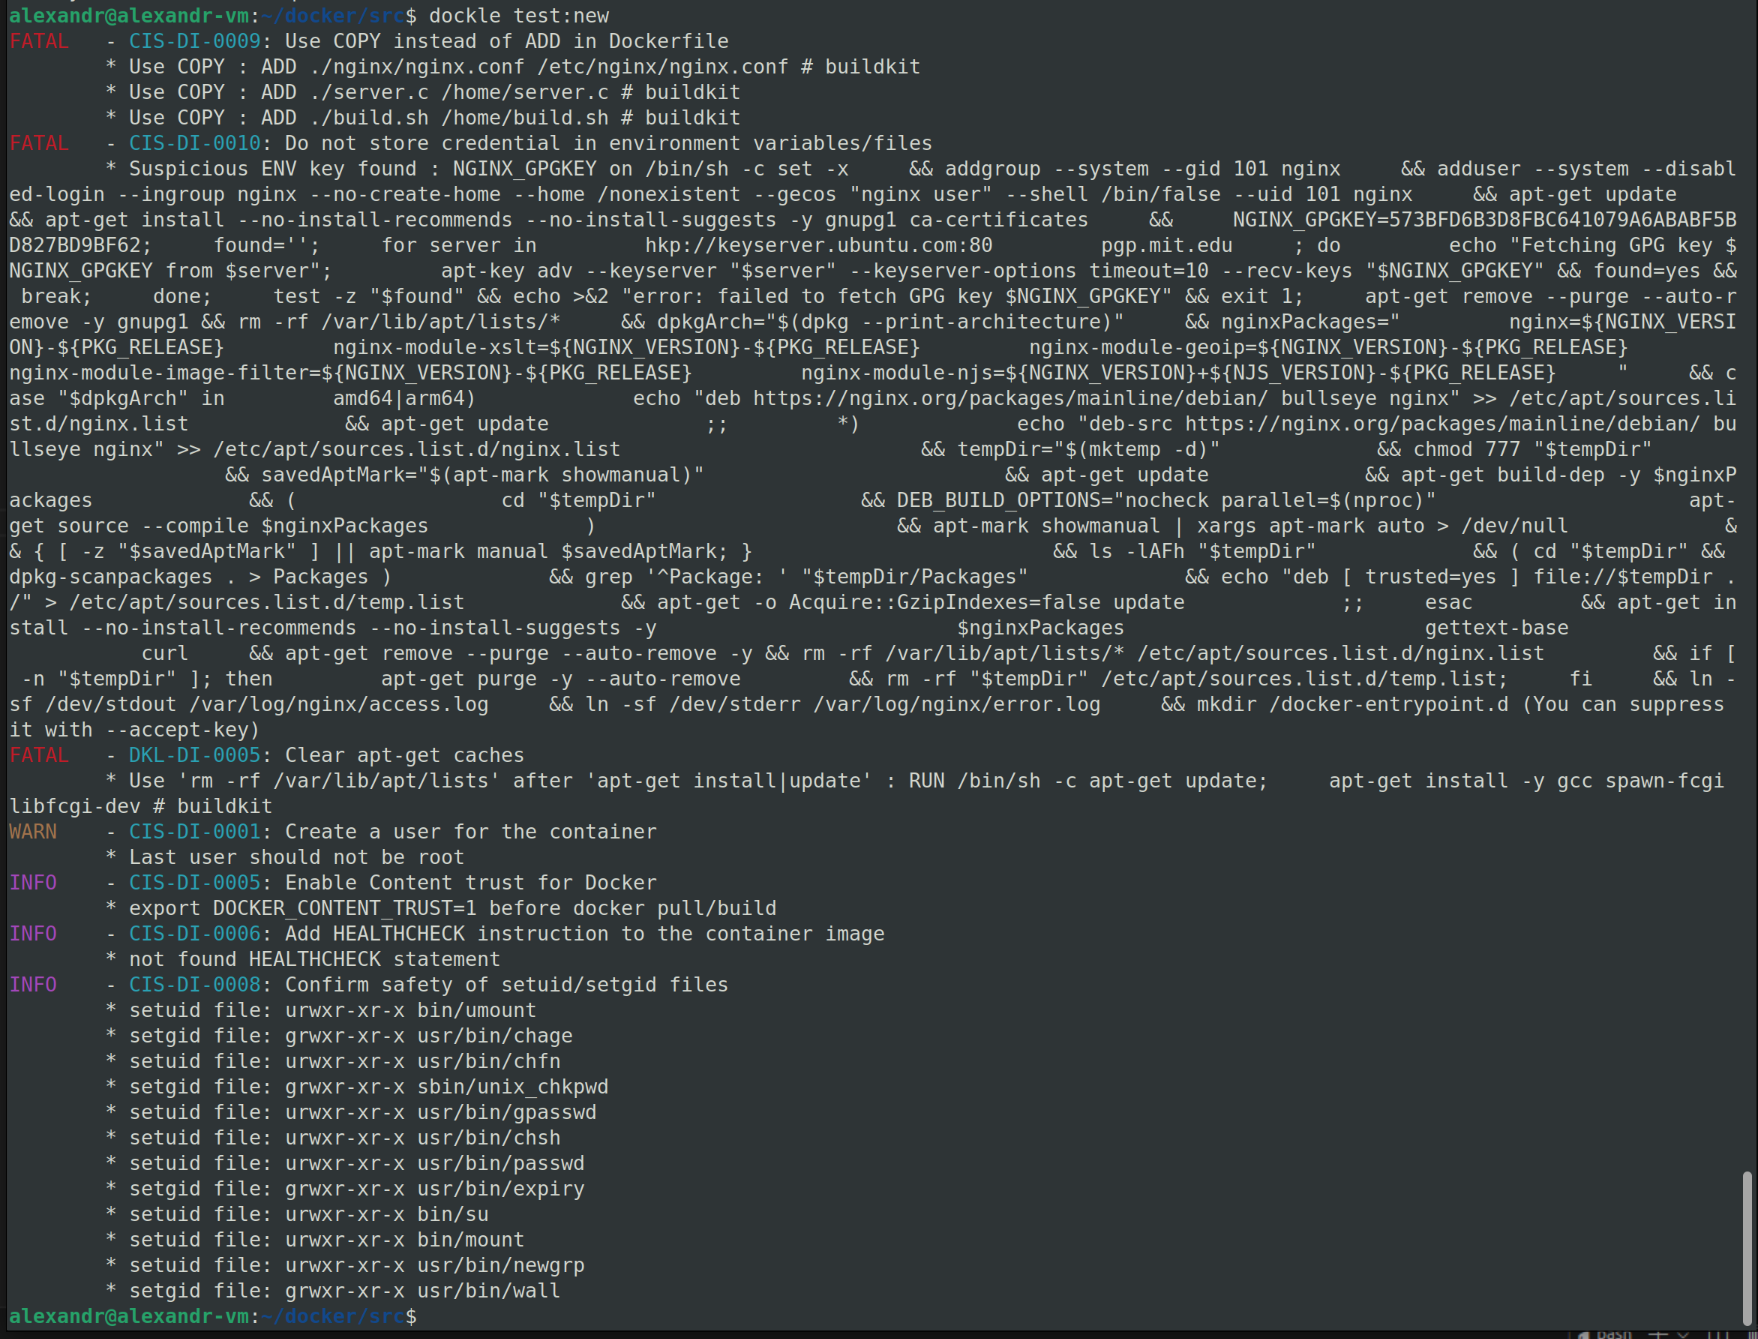 alexandr@alexandr-vm:~/docker/src$ dockle test:new
FATAL   - CIS-DI-0009: Use COPY instead of ADD in Dockerfile
        * Use COPY : ADD ./nginx/nginx.conf /etc/nginx/nginx.conf # buildkit
        * Use COPY : ADD ./server.c /home/server.c # buildkit
        * Use COPY : ADD ./build.sh /home/build.sh # buildkit
FATAL   - CIS-DI-0010: Do not store credential in environment variables/files
        * Suspicious ENV key found : NGINX_GPGKEY on /bin/sh -c set -x     && addgroup --system --gid 101 nginx     && adduser --system --disabl
ed-login --ingroup nginx --no-create-home --home /nonexistent --gecos "nginx user" --shell /bin/false --uid 101 nginx     && apt-get update
&& apt-get install --no-install-recommends --no-install-suggests -y gnupg1 ca-certificates     &&     NGINX_GPGKEY=573BFD6B3D8FBC641079A6ABABF5B
D827BD9BF62;     found='';     for server in         hkp://keyserver.ubuntu.com:80         pgp.mit.edu     ; do         echo "Fetching GPG key $
NGINX_GPGKEY from $server";         apt-key adv --keyserver "$server" --keyserver-options timeout=10 --recv-keys "$NGINX_GPGKEY" && found=yes &&
 break;     done;     test -z "$found" && echo >&2 "error: failed to fetch GPG key $NGINX_GPGKEY" && exit 1;     apt-get remove --purge --auto-r
emove -y gnupg1 && rm -rf /var/lib/apt/lists/*     && dpkgArch="$(dpkg --print-architecture)"     && nginxPackages="         nginx=${NGINX_VERSI
ON}-${PKG_RELEASE}         nginx-module-xslt=${NGINX_VERSION}-${PKG_RELEASE}         nginx-module-geoip=${NGINX_VERSION}-${PKG_RELEASE}
nginx-module-image-filter=${NGINX_VERSION}-${PKG_RELEASE}         nginx-module-njs=${NGINX_VERSION}+${NJS_VERSION}-${PKG_RELEASE}     "     && c
ase "$dpkgArch" in         amd64|arm64)             echo "deb https://nginx.org/packages/mainline/debian/ bullseye nginx" >> /etc/apt/sources.li
st.d/nginx.list             && apt-get update             ;;         *)             echo "deb-src https://nginx.org/packages/mainline/debian/ bu
llseye nginx" >> /etc/apt/sources.list.d/nginx.list                         && tempDir="$(mktemp -d)"             && chmod 777 "$tempDir"
                  && savedAptMark="$(apt-mark showmanual)"                         && apt-get update             && apt-get build-dep -y $nginxP
ackages             && (                 cd "$tempDir"                 && DEB_BUILD_OPTIONS="nocheck parallel=$(nproc)"                     apt-
get source --compile $nginxPackages             )                         && apt-mark showmanual | xargs apt-mark auto > /dev/null             &
& { [ -z "$savedAptMark" ] || apt-mark manual $savedAptMark; }                         && ls -lAFh "$tempDir"             && ( cd "$tempDir" &&
dpkg-scanpackages . > Packages )             && grep '^Package: ' "$tempDir/Packages"             && echo "deb [ trusted=yes ] file://$tempDir .
/" > /etc/apt/sources.list.d/temp.list             && apt-get -o Acquire::GzipIndexes=false update             ;;     esac         && apt-get in
stall --no-install-recommends --no-install-suggests -y                         $nginxPackages                         gettext-base
           curl     && apt-get remove --purge --auto-remove -y && rm -rf /var/lib/apt/lists/* /etc/apt/sources.list.d/nginx.list         && if [
 -n "$tempDir" ]; then         apt-get purge -y --auto-remove         && rm -rf "$tempDir" /etc/apt/sources.list.d/temp.list;     fi     && ln -
sf /dev/stdout /var/log/nginx/access.log     && ln -sf /dev/stderr /var/log/nginx/error.log     && mkdir /docker-entrypoint.d (You can suppress
it with --accept-key)
FATAL   - DKL-DI-0005: Clear apt-get caches
        * Use 'rm -rf /var/lib/apt/lists' after 'apt-get install|update' : RUN /bin/sh -c apt-get update;     apt-get install -y gcc spawn-fcgi
libfcgi-dev # buildkit
WARN    - CIS-DI-0001: Create a user for the container
        * Last user should not be root
INFO    - CIS-DI-0005: Enable Content trust for Docker
        * export DOCKER_CONTENT_TRUST=1 before docker pull/build
INFO    - CIS-DI-0006: Add HEALTHCHECK instruction to the container image
        * not found HEALTHCHECK statement
INFO    - CIS-DI-0008: Confirm safety of setuid/setgid files
        * setuid file: urwxr-xr-x bin/umount
        * setgid file: grwxr-xr-x usr/bin/chage
        * setuid file: urwxr-xr-x usr/bin/chfn
        * setgid file: grwxr-xr-x sbin/unix_chkpwd
        * setuid file: urwxr-xr-x usr/bin/gpasswd
        * setuid file: urwxr-xr-x usr/bin/chsh
        * setuid file: urwxr-xr-x usr/bin/passwd
        * setgid file: grwxr-xr-x usr/bin/expiry
        * setuid file: urwxr-xr-x bin/su
        * setuid file: urwxr-xr-x bin/mount
        * setuid file: urwxr-xr-x usr/bin/newgrp
        * setgid file: grwxr-xr-x usr/bin/wall
alexandr@alexandr-vm:~/docker/src$
bash